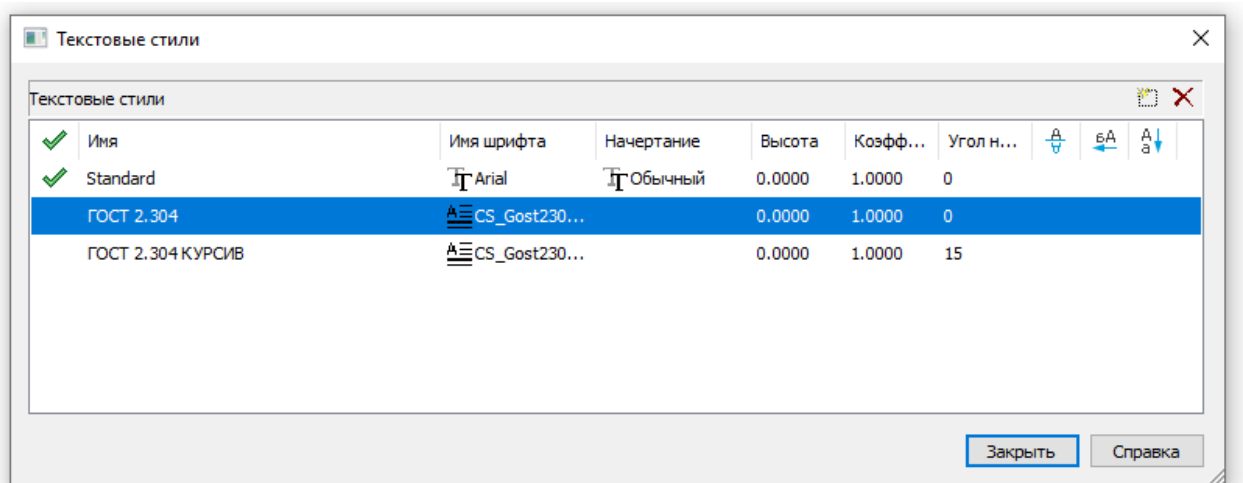 Текстовые стили
Текстовые стили
Имя Имя шрифта Начертание Высота Коэфф... Угол н...
Standard Arial Обычный 0.0000 1.0000 0
ГОСТ 2.304 CS_Gost230... 0.0000 1.0000 0
ГОСТ 2.304 КУРСИВ CS_Gost230... 0.0000 1.0000 15
Закрыть Справка